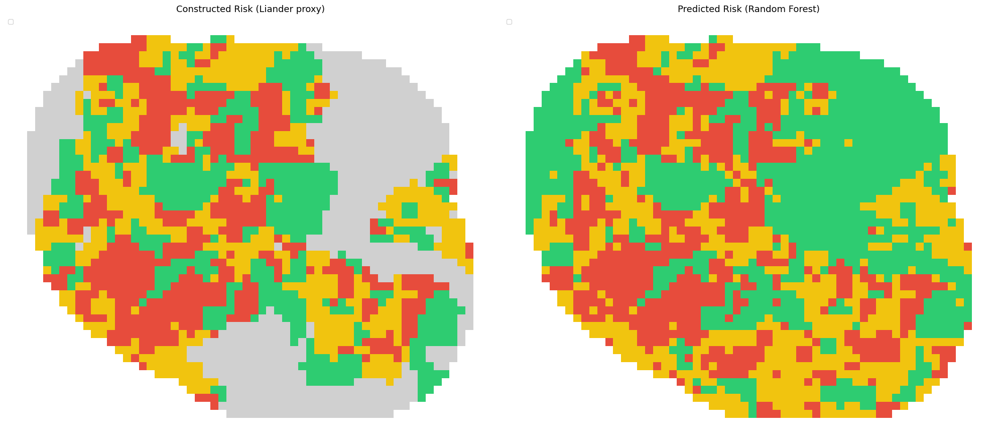 Constructed Risk (Liander proxy)
Predicted Risk (Random Forest)